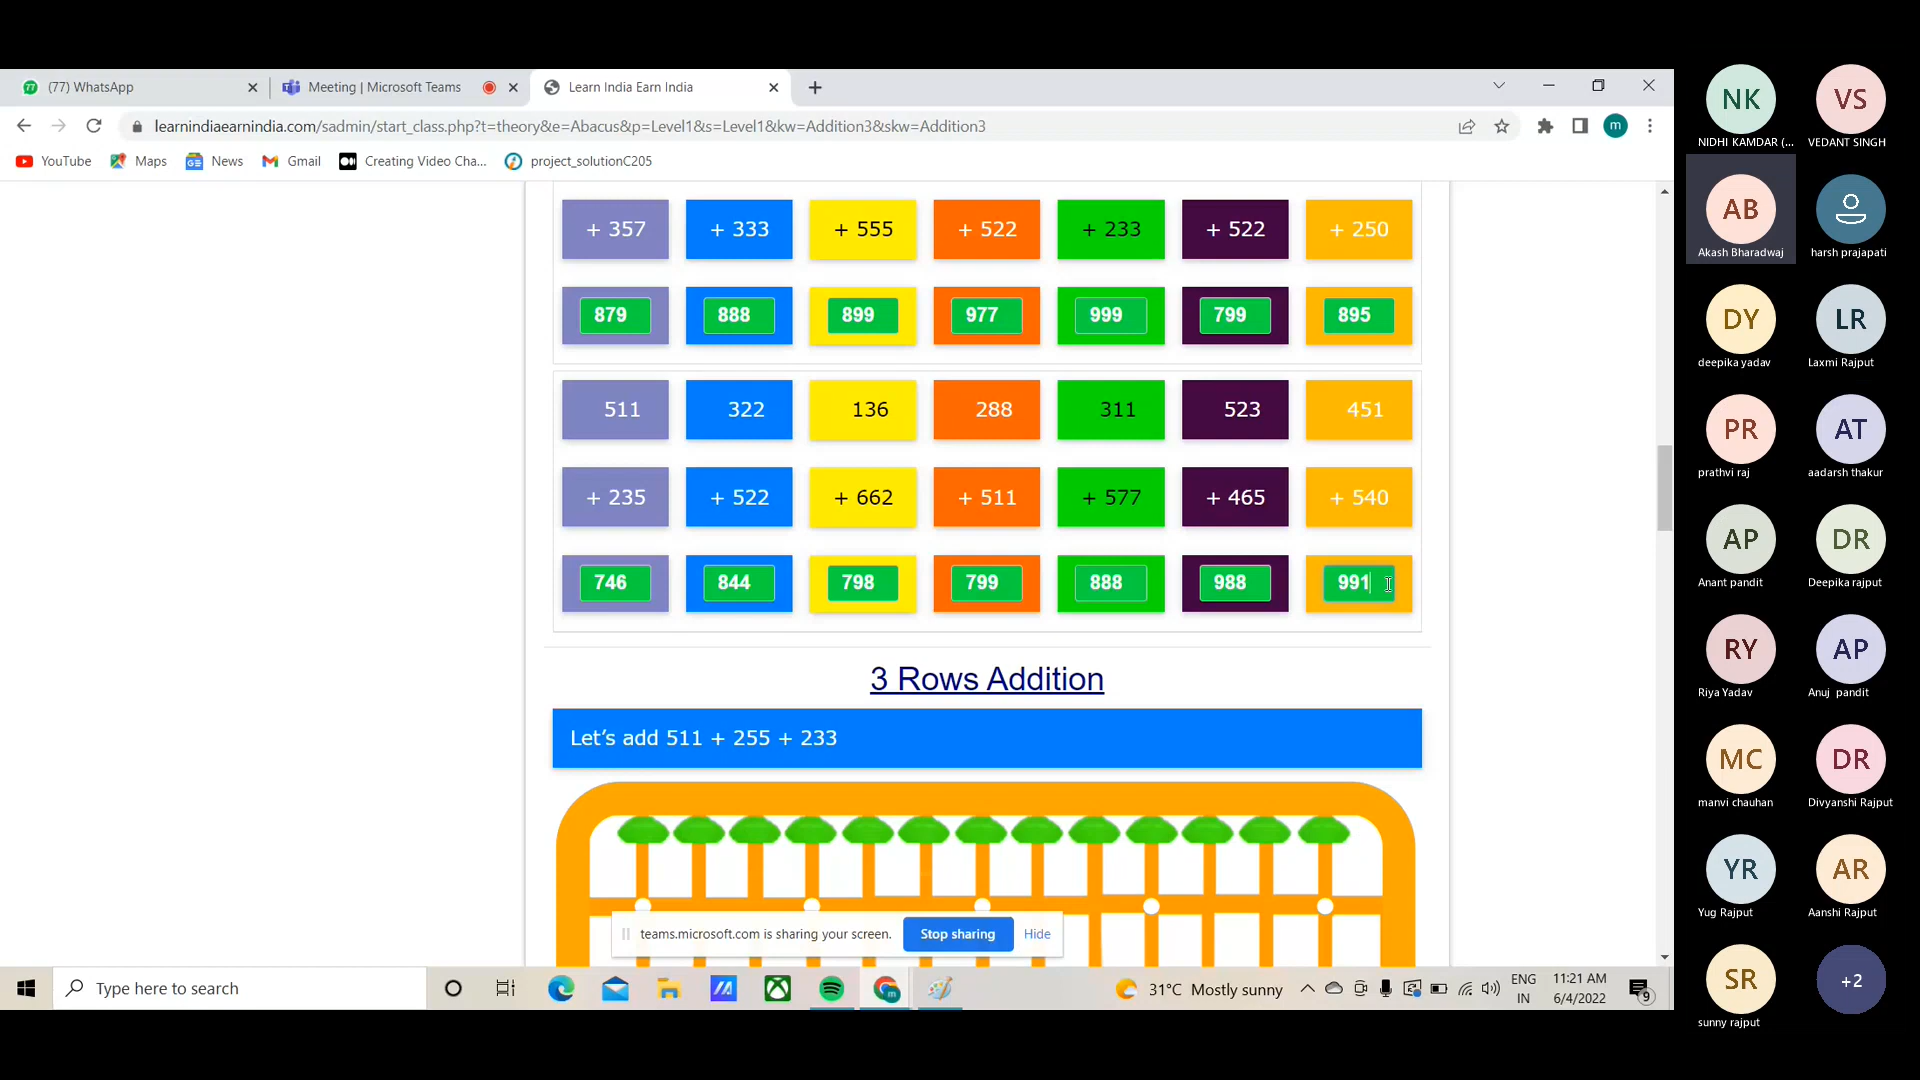 (77) WhatsApp
Meeting | Microsoft Teams
Learn India Earn India
learnindiaearnindia.com/sadmin/start_class.php?t=theory&e=Abacus&p=Level1&s=Level1&kw=Addition3&skw=Addition3
m
YouTube
Maps
News
Gmail
Creating Video Cha...
project_solutionC205
+ 357 + 333 + 555 + 522 + 233 + 522 + 250
879 888 899 977 999 799 895
511 322 136 288 311 523 451
+ 235 + 522 + 662 + 511 + 577 + 465 + 540
746 844 798 799 888 988 991
3 Rows Addition
Let’s add 511 + 255 + 233
teams.microsoft.com is sharing your screen.
Stop sharing
Hide
Type here to search
31°C Mostly sunny
ENG
IN
11:21 AM
6/4/2022
9
NK
NIDHI KAMDAR (...
VS
VEDANT SINGH
AB
Akash Bharadwaj
harsh prajapati
DY
deepika yadav
LR
Laxmi Rajput
PR
prathvi raj
AT
aadarsh thakur
AP
Anant pandit
DR
Deepika rajput
RY
Riya Yadav
AP
Anuj pandit
MC
manvi chauhan
DR
Divyanshi Rajput
YR
Yug Rajput
AR
Aanshi Rajput
SR
sunny rajput
+2